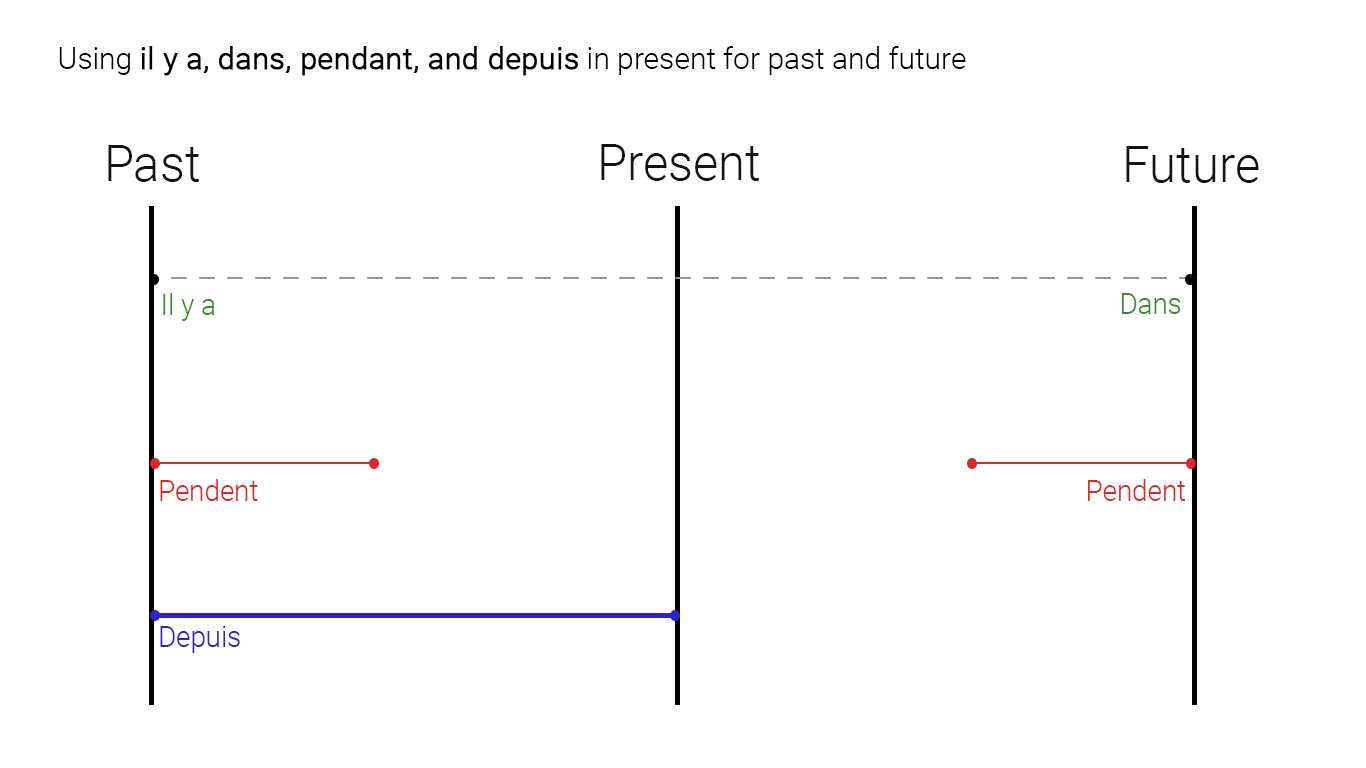 Using il y a, dans, pendant, and depuis in present for past and future
Past
Present
Future
Il y a
Dans
Pendent
Pendent
Depuis